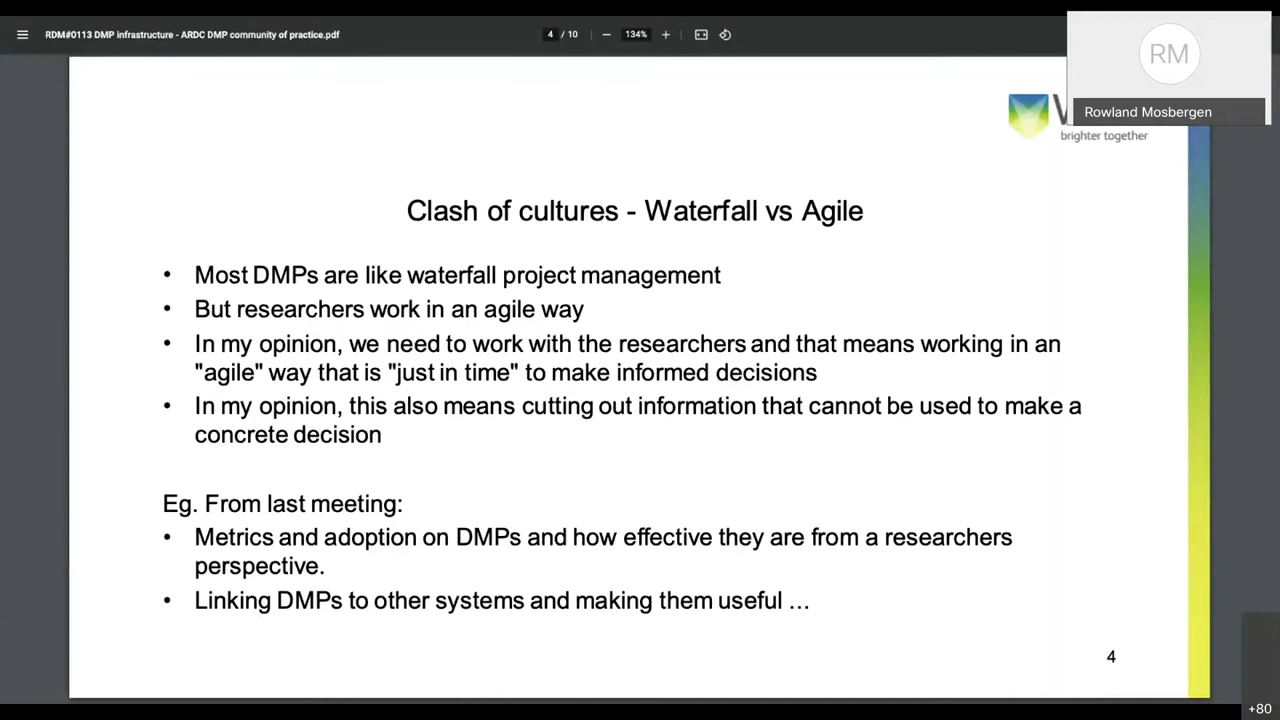 RDM#0113 DMP infrastructure - ARDC DMP community of practice.pdf
4 / 10
134%
RM
Rowland Mosbergen
brighter together
Clash of cultures - Waterfall vs Agile
• Most DMPs are like waterfall project management
• But researchers work in an agile way
• In my opinion, we need to work with the researchers and that means working in an
"agile" way that is "just in time" to make informed decisions
• In my opinion, this also means cutting out information that cannot be used to make a
concrete decision
Eg. From last meeting:
• Metrics and adoption on DMPs and how effective they are from a researchers
perspective.
• Linking DMPs to other systems and making them useful ...
4
+80